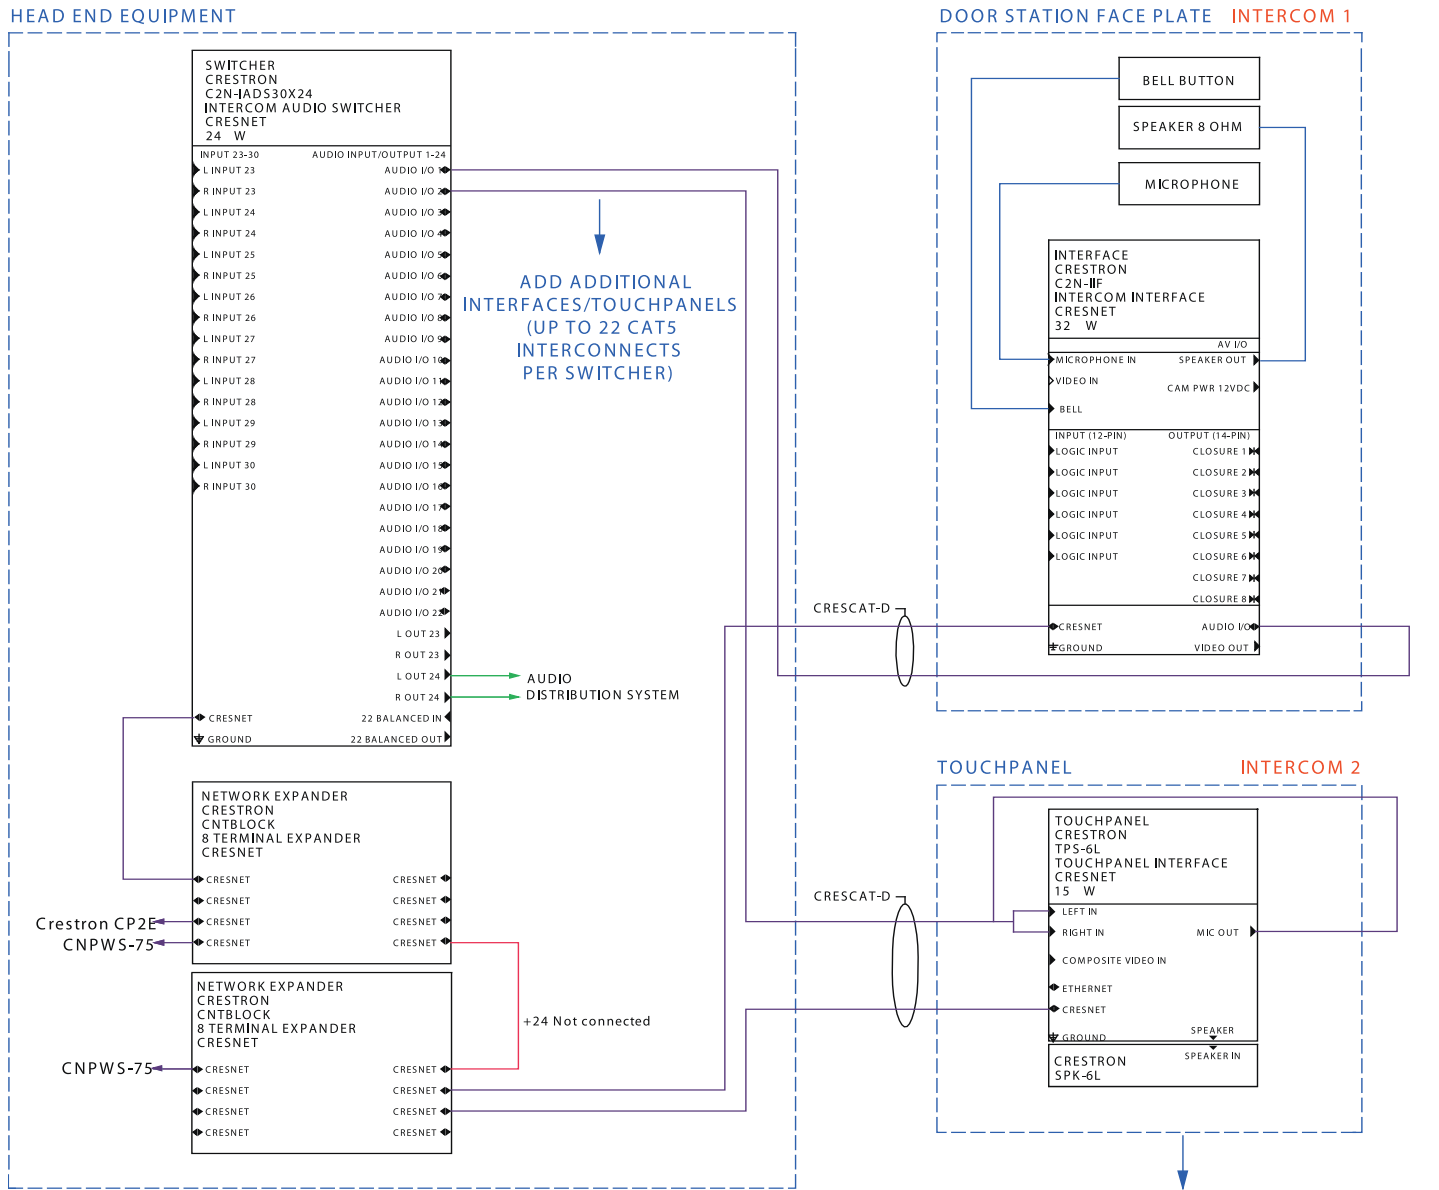 HEAD END EQUIPMENT
SWITCHER
CRESTRON
C2N-IADS30X24
INTERCOM AUDIO SWITCHER
CRESNET
24 W
INPUT 23-30 AUDIO INPUT/OUTPUT 1-24
L INPUT 23 AUDIO I/O 1
R INPUT 23 AUDIO I/O 2
L INPUT 24 AUDIO I/O 3
R INPUT 24 AUDIO I/O 4
L INPUT 25 AUDIO I/O 5
R INPUT 25 AUDIO I/O 6
L INPUT 26 AUDIO I/O 7
R INPUT 26 AUDIO I/O 8
L INPUT 27 AUDIO I/O 9
R INPUT 27 AUDIO I/O 10
L INPUT 28 AUDIO I/O 11
R INPUT 28 AUDIO I/O 12
L INPUT 29 AUDIO I/O 13
R INPUT 29 AUDIO I/O 14
L INPUT 30 AUDIO I/O 15
R INPUT 30 AUDIO I/O 16
AUDIO I/O 17
AUDIO I/O 18
AUDIO I/O 19
AUDIO I/O 20
AUDIO I/O 21
AUDIO I/O 22
L OUT 23
R OUT 23
L OUT 24
R OUT 24
CRESNET 22 BALANCED IN
GROUND 22 BALANCED OUT
AUDIO
DISTRIBUTION SYSTEM
ADD ADDITIONAL
INTERFACES/TOUCHPANELS
(UP TO 22 CAT5
INTERCONNECTS
PER SWITCHER)
NETWORK EXPANDER
CRESTRON
CNTBLOCK
8 TERMINAL EXPANDER
CRESNET
CRESNET CRESNET
CRESNET CRESNET
Crestron CP2E CRESNET CRESNET
CNPWS-75 CRESNET CRESNET
NETWORK EXPANDER
CRESTRON
CNTBLOCK
8 TERMINAL EXPANDER
CRESNET
+24 Not connected
CNPWS-75 CRESNET CRESNET
CRESNET CRESNET
CRESNET CRESNET
CRESNET CRESNET
DOOR STATION FACE PLATE INTERCOM 1
BELL BUTTON
SPEAKER 8 OHM
MICROPHONE
INTERFACE
CRESTRON
C2N-IIF
INTERCOM INTERFACE
CRESNET
32 W
AV I/O
MICROPHONE IN SPEAKER OUT
VIDEO IN
CAM PWR 12VDC
BELL
INPUT (12-PIN) OUTPUT (14-PIN)
LOGIC INPUT CLOSURE 1
LOGIC INPUT CLOSURE 2
LOGIC INPUT CLOSURE 3
LOGIC INPUT CLOSURE 4
LOGIC INPUT CLOSURE 5
LOGIC INPUT CLOSURE 6
CLOSURE 7
CLOSURE 8
CRESCAT-D
CRESNET AUDIO I/O
GROUND VIDEO OUT
TOUCHPANEL INTERCOM 2
TOUCHPANEL
CRESTRON
TPS-6L
TOUCHPANEL INTERFACE
CRESNET
15 W
CRESCAT-D
LEFT IN
RIGHT IN MIC OUT
COMPOSITE VIDEO IN
ETHERNET
CRESNET
GROUND SPEAKER
SPEAKER IN
CRESTRON
SPK-6L